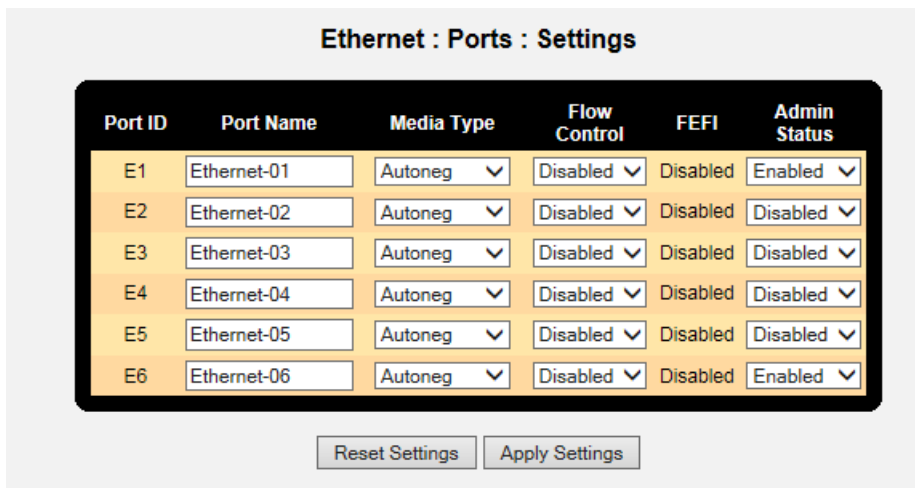 Ethernet : Ports : Settings
Port ID Port Name Media Type Flow Control FEFI Admin Status
E1 Ethernet-01 Autoneg Disabled Disabled Enabled
E2 Ethernet-02 Autoneg Disabled Disabled Disabled
E3 Ethernet-03 Autoneg Disabled Disabled Disabled
E4 Ethernet-04 Autoneg Disabled Disabled Disabled
E5 Ethernet-05 Autoneg Disabled Disabled Disabled
E6 Ethernet-06 Autoneg Disabled Disabled Enabled
Reset Settings Apply Settings